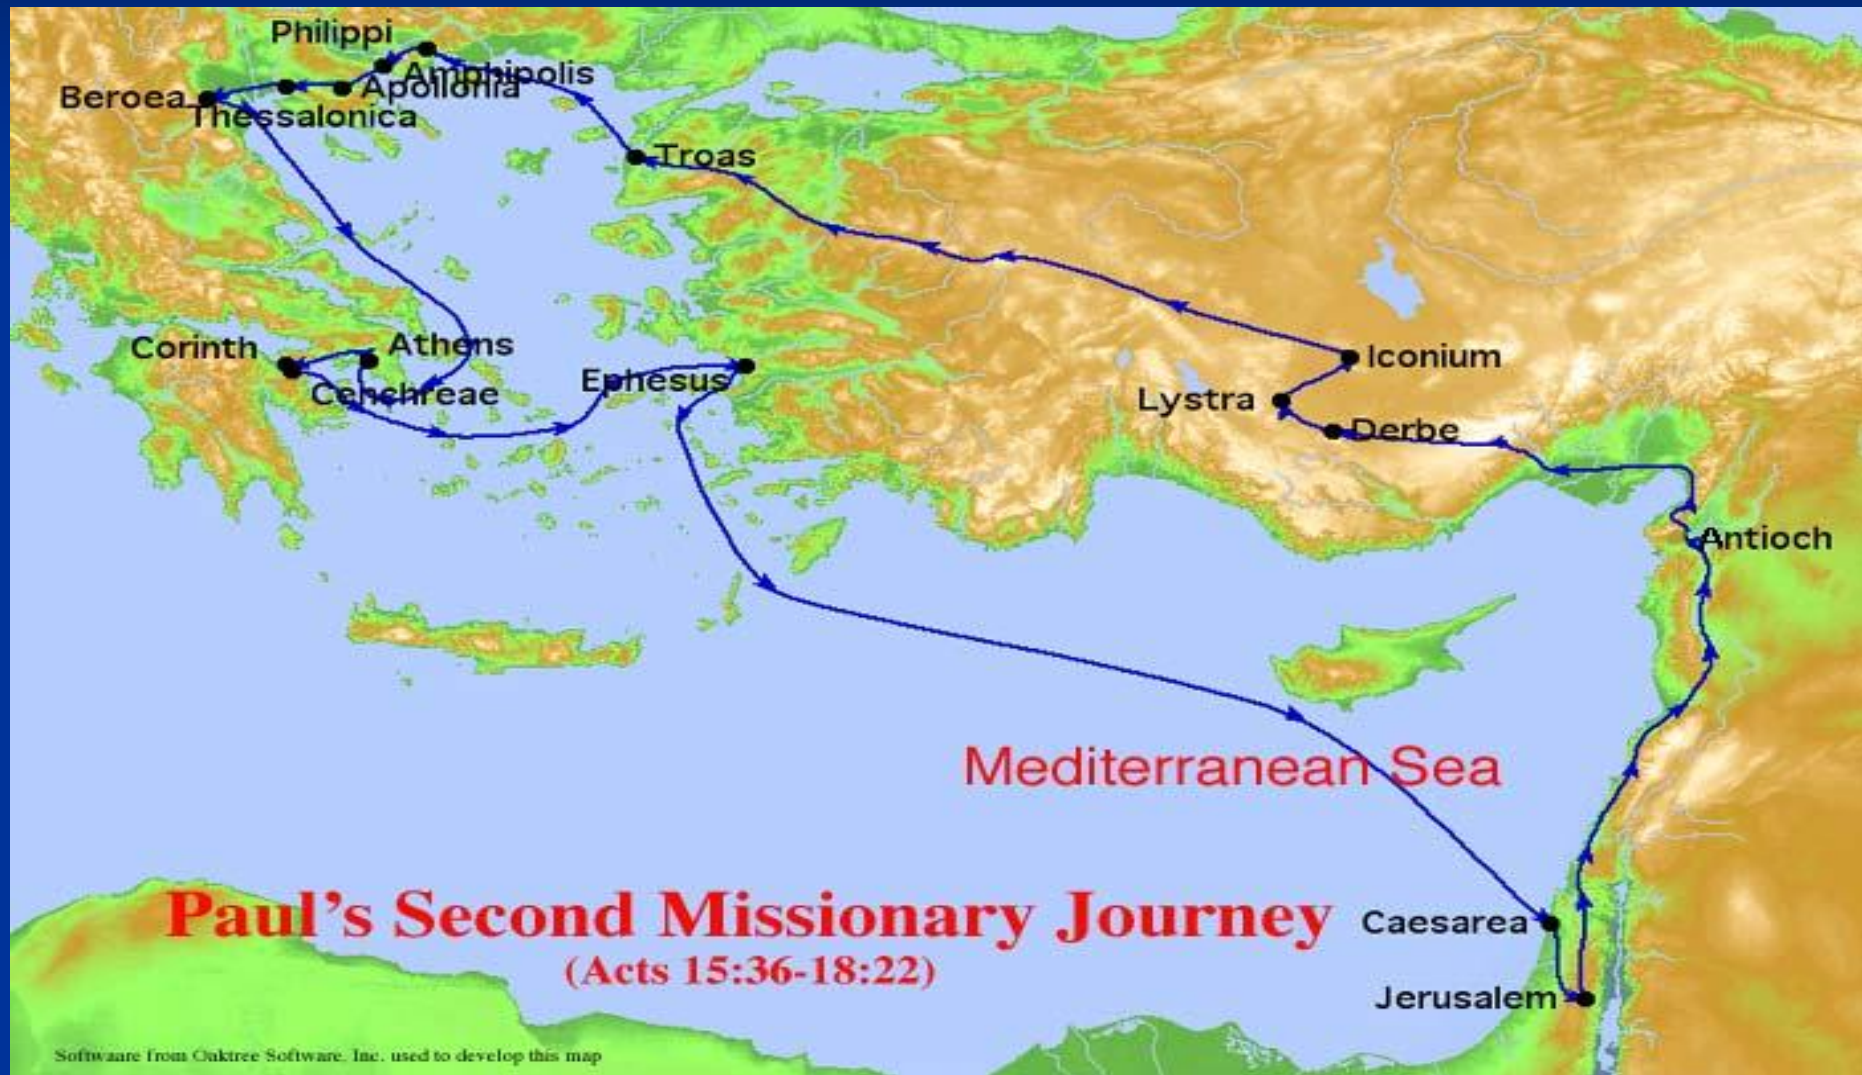 Philippi
Amphipolis
Apollonia
Beroea
Thessalonica
Troas
Corinth
Athens
Cenchreae
Ephesus
Iconium
Lystra
Derbe
Antioch
Mediterranean Sea
Paul's Second Missionary Journey
(Acts 15:36-18:22)
Caesarea
Jerusalem
Softwaare from Oaktree Software. Inc. used to develop this map